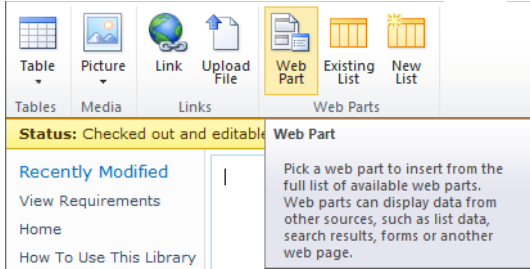 Table Picture Link Upload File Web Part Existing List New List
Tables Media Links Web Parts
Status: Checked out and editable
Web Part
Recently Modified
View Requirements
Home
How To Use This Library
Pick a web part to insert from the
full list of available web parts.
Web parts can display data from
other sources, such as list data,
search results, forms or another
web page.